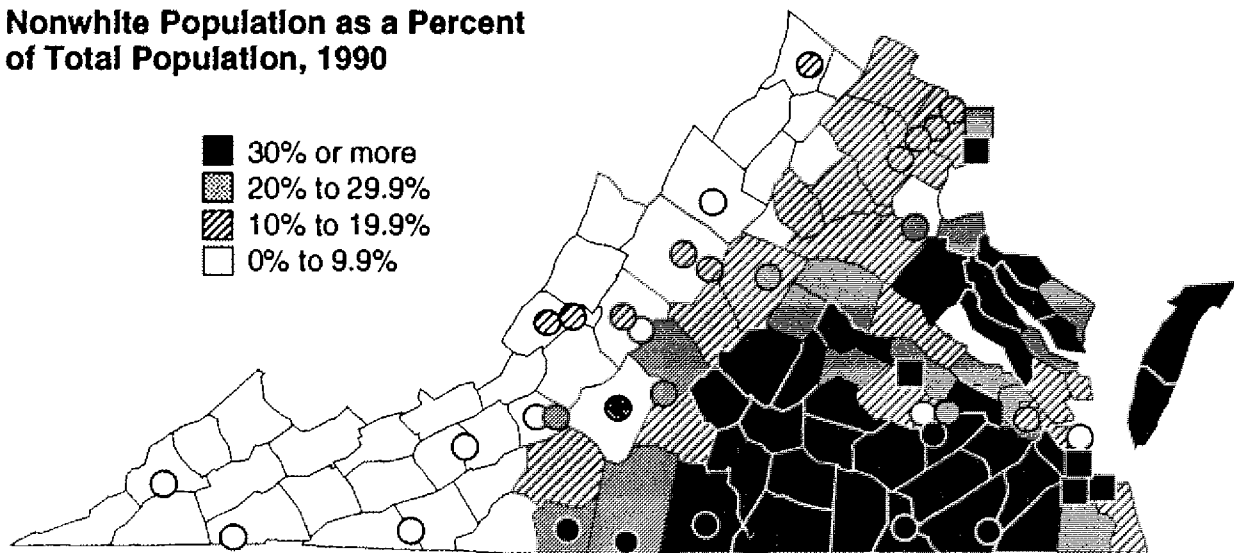 Nonwhite Population as a Percent
of Total Population, 1990
30% or more
20% to 29.9%
10% to 19.9%
0% to 9.9%